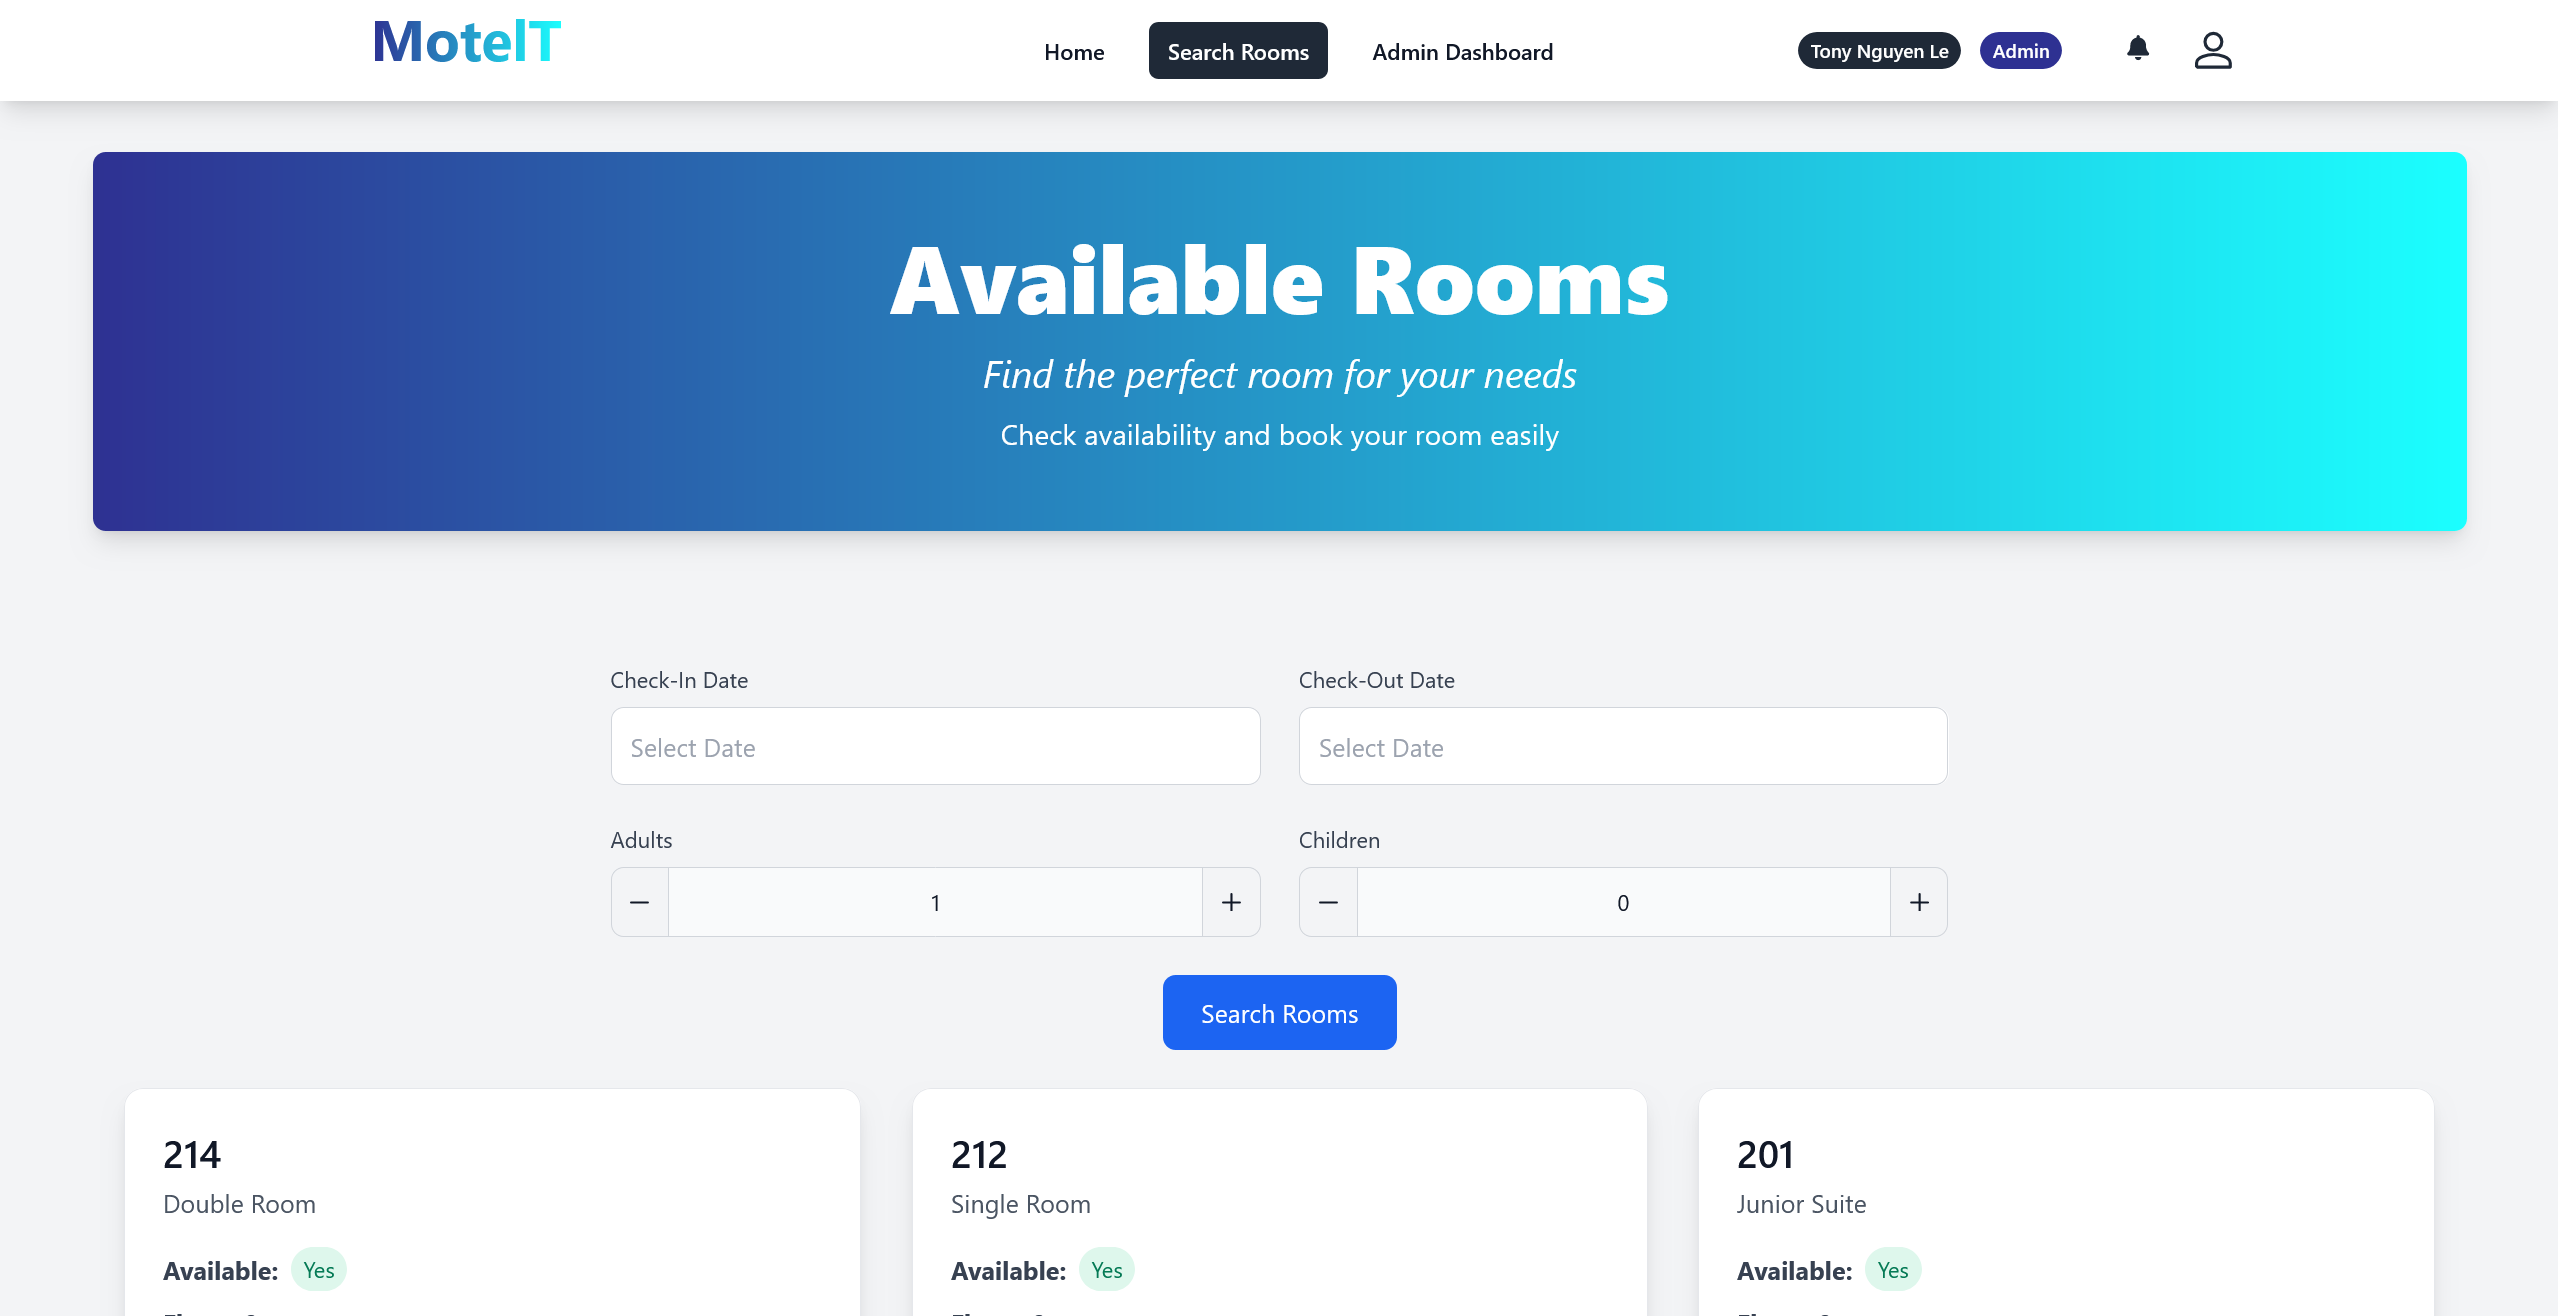 MotelT
Home
Search Rooms
Admin Dashboard
Tony Nguyen Le
Admin
Available Rooms
Find the perfect room for your needs
Check availability and book your room easily
Check-In Date
Check-Out Date
Select Date
Select Date
Adults
Children
1
0
Search Rooms
214
Double Room
Available: Yes
212
Single Room
Available: Yes
201
Junior Suite
Available: Yes